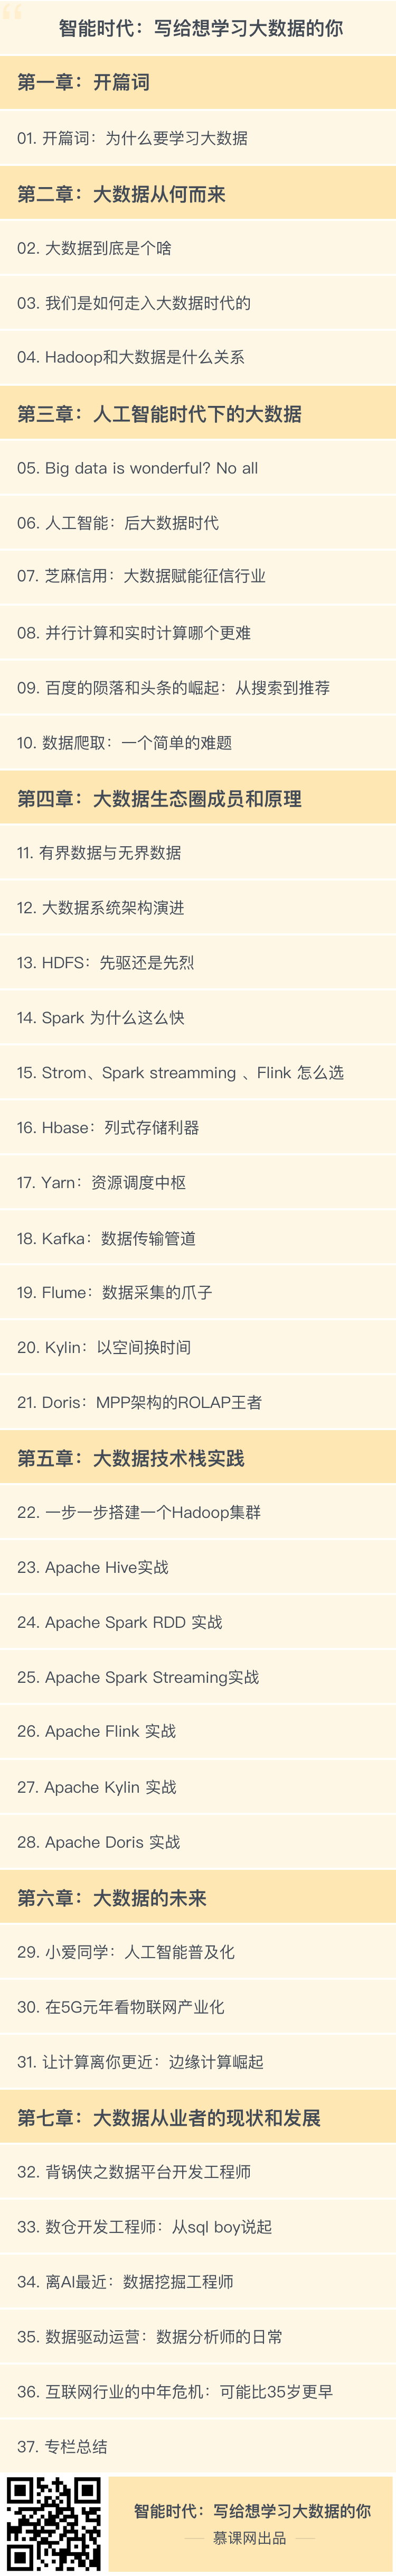 智能时代：写给想学习大数据的你
第一章：开篇词
01. 开篇词：为什么要学习大数据
第二章：大数据从何而来
02. 大数据到底是个啥
03. 我们是如何走入大数据时代的
04. Hadoop和大数据是什么关系
第三章：人工智能时代下的大数据
05. Big data is wonderful? No all
06. 人工智能：后大数据时代
07. 芝麻信用：大数据赋能征信行业
08. 并行计算和实时计算哪个更难
09. 百度的陨落和头条的崛起：从搜索到推荐
10. 数据爬取：一个简单的难题
第四章：大数据生态圈成员和原理
11. 有界数据与无界数据
12. 大数据系统架构演进
13. HDFS：先驱还是先烈
14. Spark 为什么这么快
15. Strom、Spark streamming 、Flink 怎么选
16. Hbase：列式存储利器
17. Yarn：资源调度中枢
18. Kafka：数据传输管道
19. Flume：数据采集的爪子
20. Kylin：以空间换时间
21. Doris：MPP架构的ROLAP王者
第五章：大数据技术栈实践
22. 一步一步搭建一个Hadoop集群
23. Apache Hive实战
24. Apache Spark RDD 实战
25. Apache Spark Streaming实战
26. Apache Flink 实战
27. Apache Kylin 实战
28. Apache Doris 实战
第六章：大数据的未来
29. 小爱同学：人工智能普及化
30. 在5G元年看物联网产业化
31. 让计算离你更近：边缘计算崛起
第七章：大数据从业者的现状和发展
32. 背锅侠之数据平台开发工程师
33. 数仓开发工程师：从sql boy说起
34. 离AI最近：数据挖掘工程师
35. 数据驱动运营：数据分析师的日常
36. 互联网行业的中年危机：可能比35岁更早
37. 专栏总结
智能时代：写给想学习大数据的你
慕课网出品